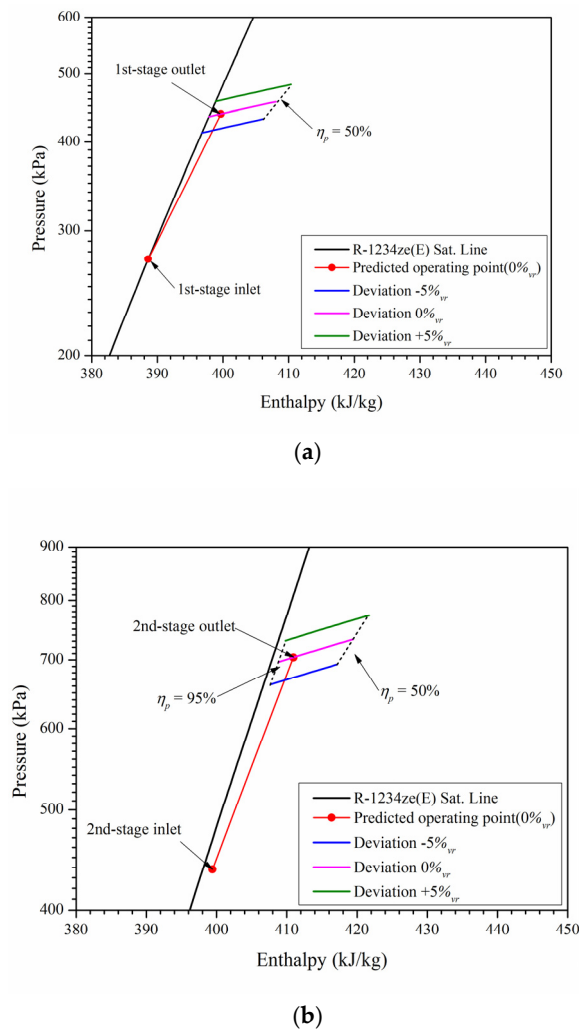 600
500
400
300
200
380
390
400
410
420
430
440
450
Pressure (kPa)
Enthalpy (kJ/kg)
1st-stage outlet
ηp = 50%
1st-stage inlet
R-1234ze(E) Sat. Line
Predicted operating point(0%vr)
Deviation -5%vr
Deviation 0%vr
Deviation +5%vr
(a)
900
800
700
600
500
400
380
390
400
410
420
430
440
450
Pressure (kPa)
Enthalpy (kJ/kg)
2nd-stage outlet
ηp = 95%
ηp = 50%
2nd-stage inlet
R-1234ze(E) Sat. Line
Predicted operating point(0%vr)
Deviation -5%vr
Deviation 0%vr
Deviation +5%vr
(b)